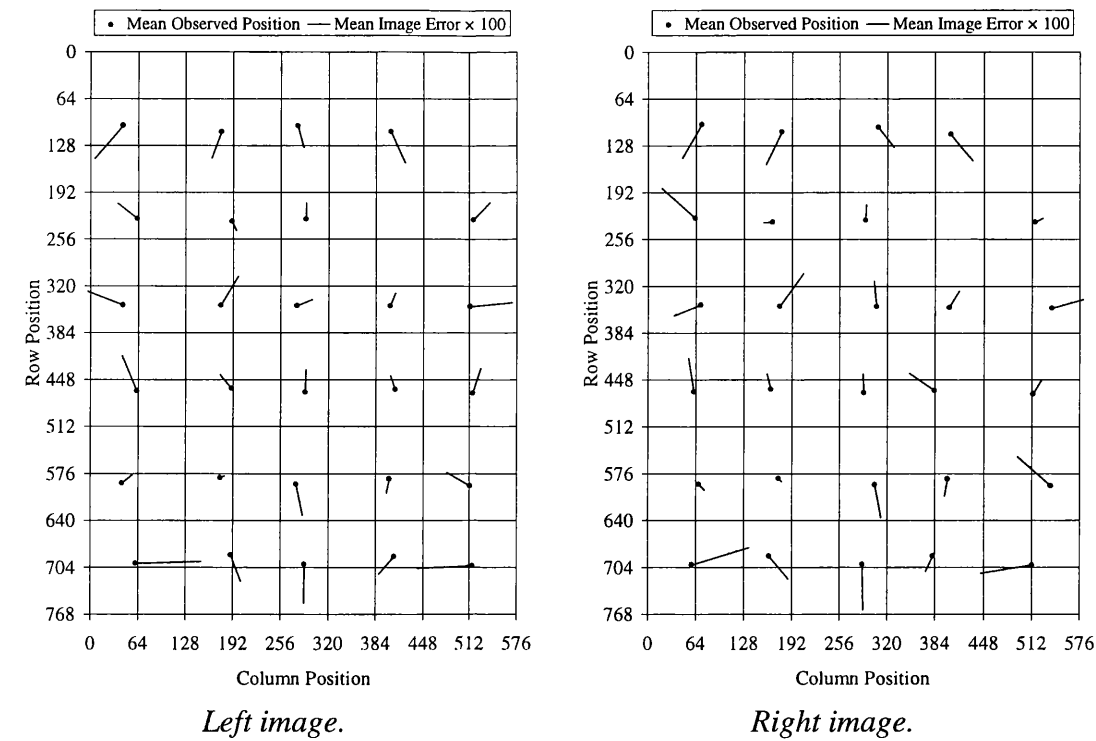 Mean Observed Position Mean Image Error × 100
0
64
128
192
256
320
384
448
512
576
640
704
768
Row Position
0 64 128 192 256 320 384 448 512 576
Column Position
Left image.
Mean Observed Position Mean Image Error × 100
0
64
128
192
256
320
384
448
512
576
640
704
768
Row Position
0 64 128 192 256 320 384 448 512 576
Column Position
Right image.